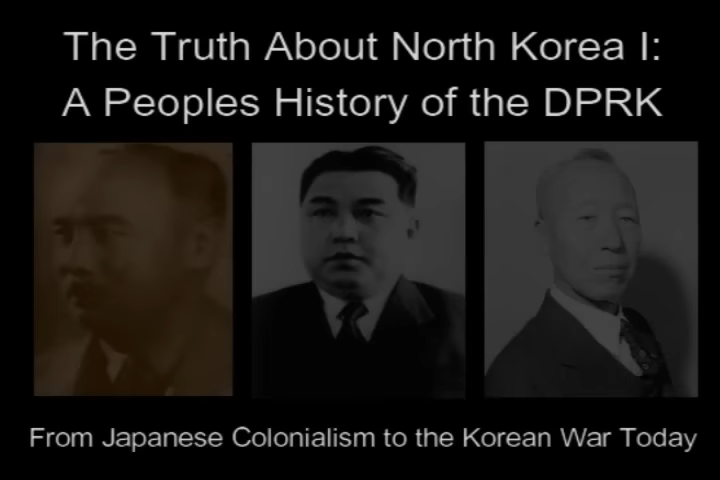 The Truth About North Korea I:
A Peoples History of the DPRK
From Japanese Colonialism to the Korean War Today